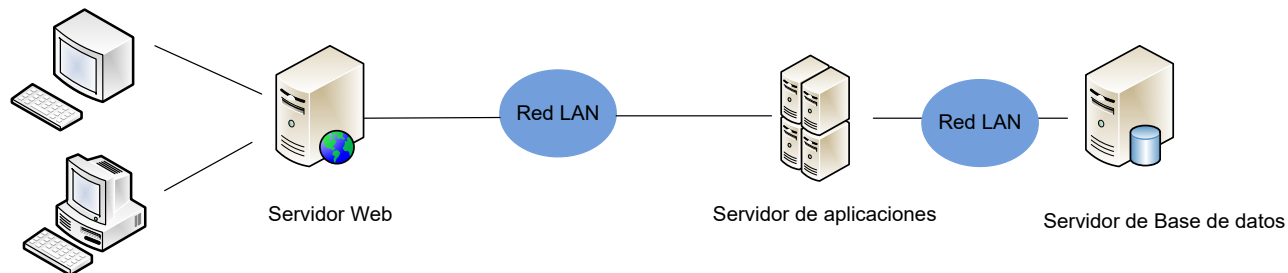 Red LAN
Red LAN
Servidor Web
Servidor de aplicaciones
Servidor de Base de datos